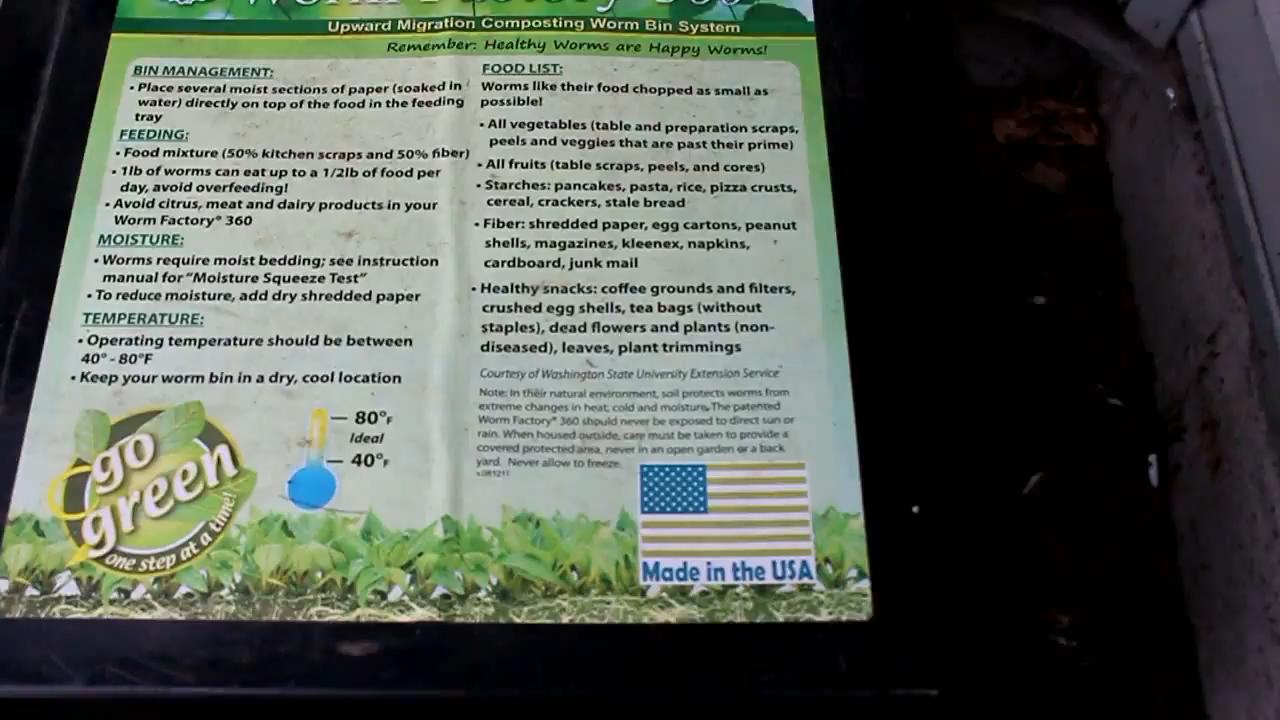 Worm Factory 360
Upward Migration Composting Worm Bin System
Remember: Healthy Worms are Happy Worms!
BIN MANAGEMENT:
• Place several moist sections of paper (soaked in
water) directly on top of the food in the feeding
tray
FEEDING:
• Food mixture (50% kitchen scraps and 50% fiber)
• 1lb of worms can eat up to a 1/2lb of food per
day, avoid overfeeding!
• Avoid citrus, meat and dairy products in your
Worm Factory® 360
MOISTURE:
• Worms require moist bedding; see instruction
manual for "Moisture Squeeze Test"
• To reduce moisture, add dry shredded paper
TEMPERATURE:
• Operating temperature should be between
40° - 80°F
• Keep your worm bin in a dry, cool location
80°F
Ideal
40°F
go
green
one step at a time!
FOOD LIST:
Worms like their food chopped as small as
possible!
• All vegetables (table and preparation scraps,
peels and veggies that are past their prime)
• All fruits (table scraps, peels, and cores)
• Starches: pancakes, pasta, rice, pizza crusts,
cereal, crackers, stale bread
• Fiber: shredded paper, egg cartons, peanut
shells, magazines, kleenex, napkins,
cardboard, junk mail
• Healthy snacks: coffee grounds and filters,
crushed egg shells, tea bags (without
staples), dead flowers and plants (non-
diseased), leaves, plant trimmings
Courtesy of Washington State University Extension Service
Note: In their natural environment, soil protects worms from
extreme changes in heat, cold and moisture. The patented
Worm Factory® 360 should never be exposed to direct sun or
rain. When housed outside, care must be taken to provide a
covered protected area, never in an open garden or a back
yard. Never allow to freeze.
Made in the USA